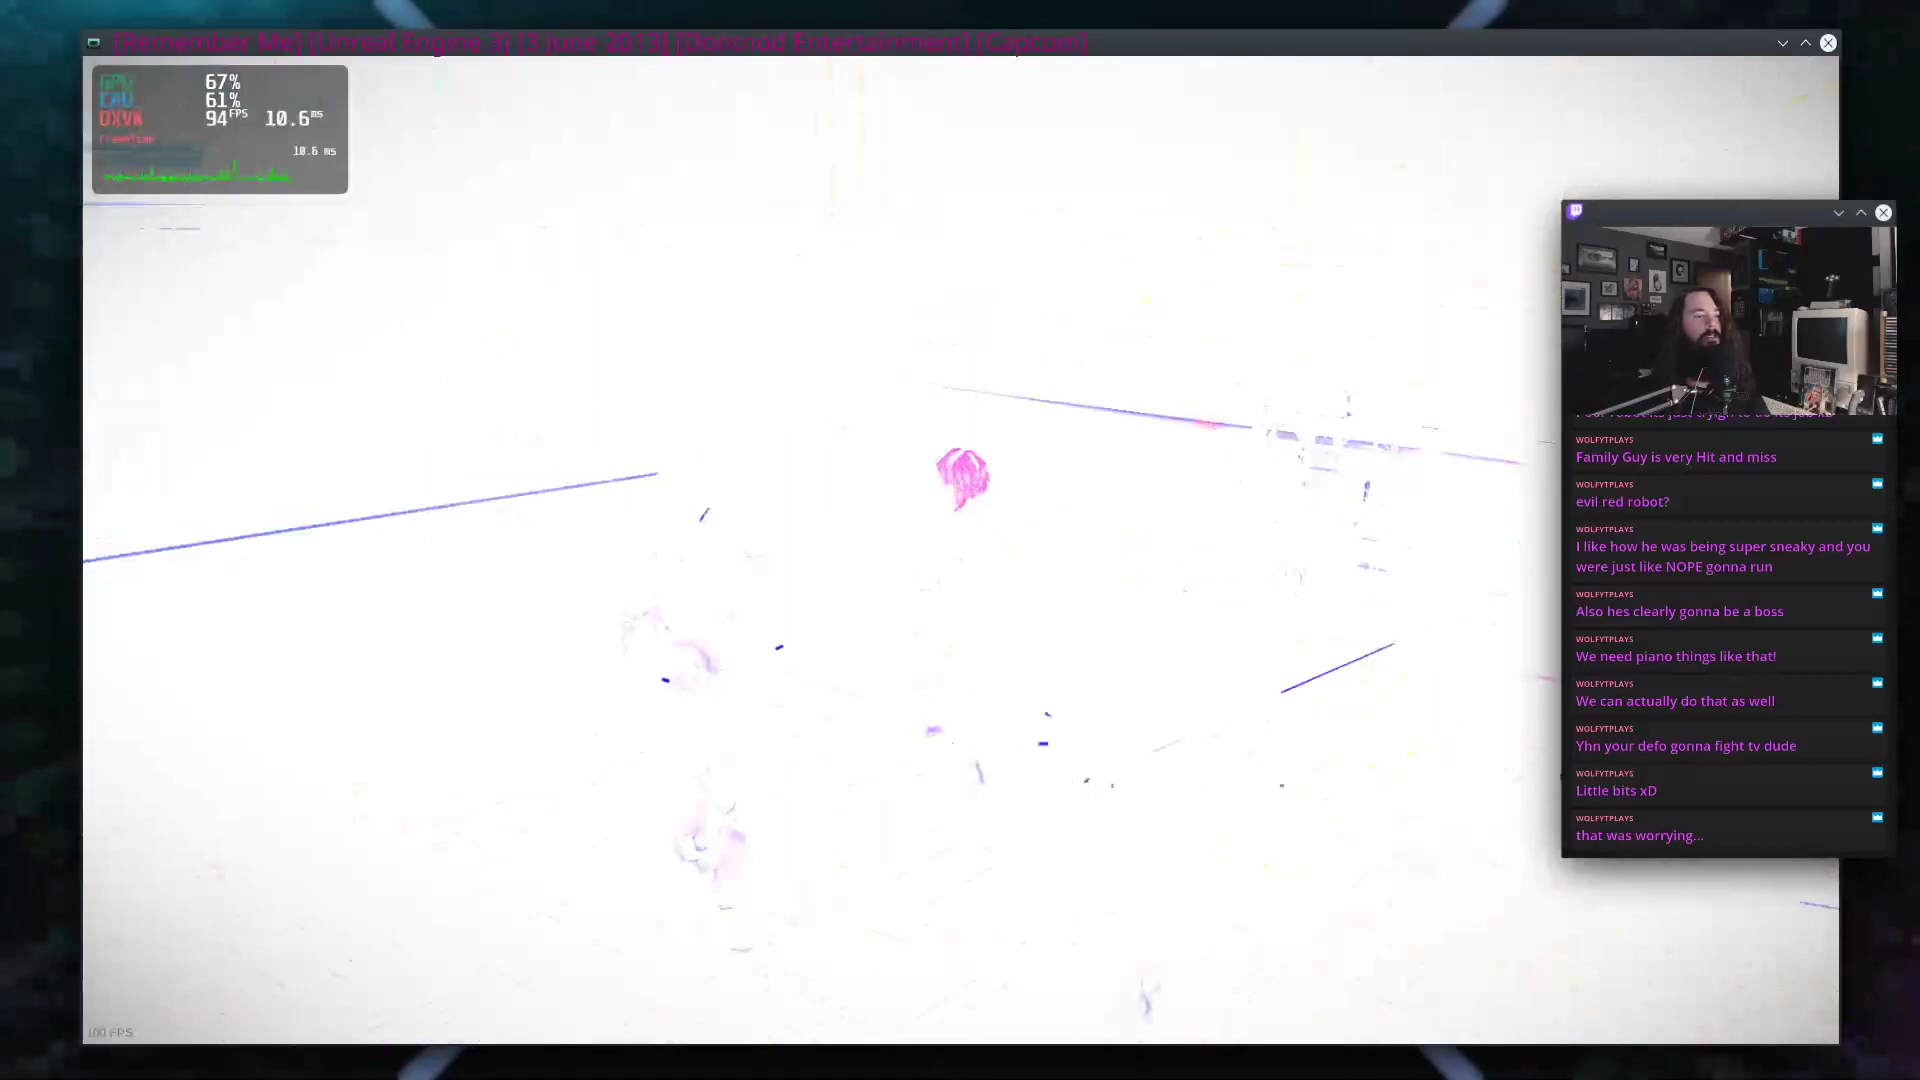 [Remember Me] [Unreal Engine 3] [3 June 2013] [Dontnod Entertainment] [Capcom]
GPU 67%
CPU 61%
DXVK 94 FPS 10.6 ms
Frametime
10.6 ms
WOLFYTPLAYS
Family Guy is very Hit and miss
WOLFYTPLAYS
evil red robot?
WOLFYTPLAYS
I like how he was being super sneaky and you
were just like NOPE gonna run
WOLFYTPLAYS
Also hes clearly gonna be a boss
WOLFYTPLAYS
We need piano things like that!
WOLFYTPLAYS
We can actually do that as well
WOLFYTPLAYS
Yhn your defo gonna fight tv dude
WOLFYTPLAYS
Little bits xD
WOLFYTPLAYS
that was worrying...
100 FPS